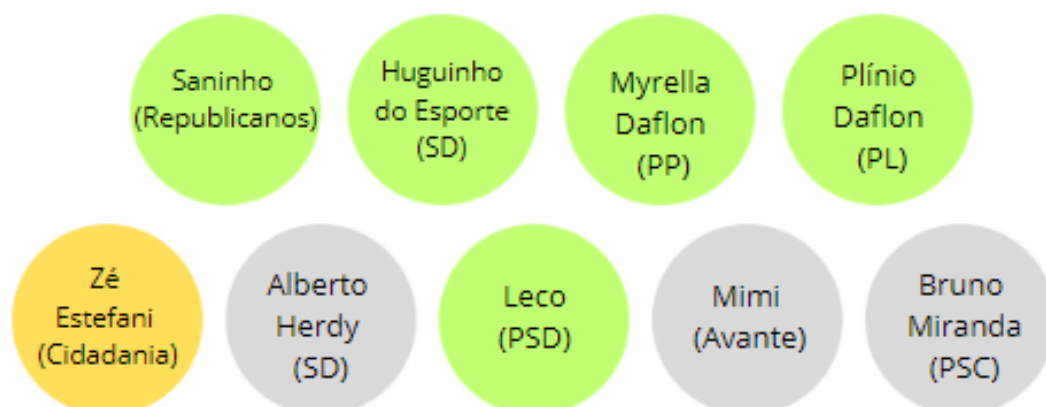 Saninho
(Republicanos)
Huguinho
do Esporte
(SD)
Myrella
Daflon
(PP)
Plínio
Daflon
(PL)
Zé
Estefani
(Cidadania)
Alberto
Herdy
(SD)
Leco
(PSD)
Mimi
(Avante)
Bruno
Miranda
(PSC)